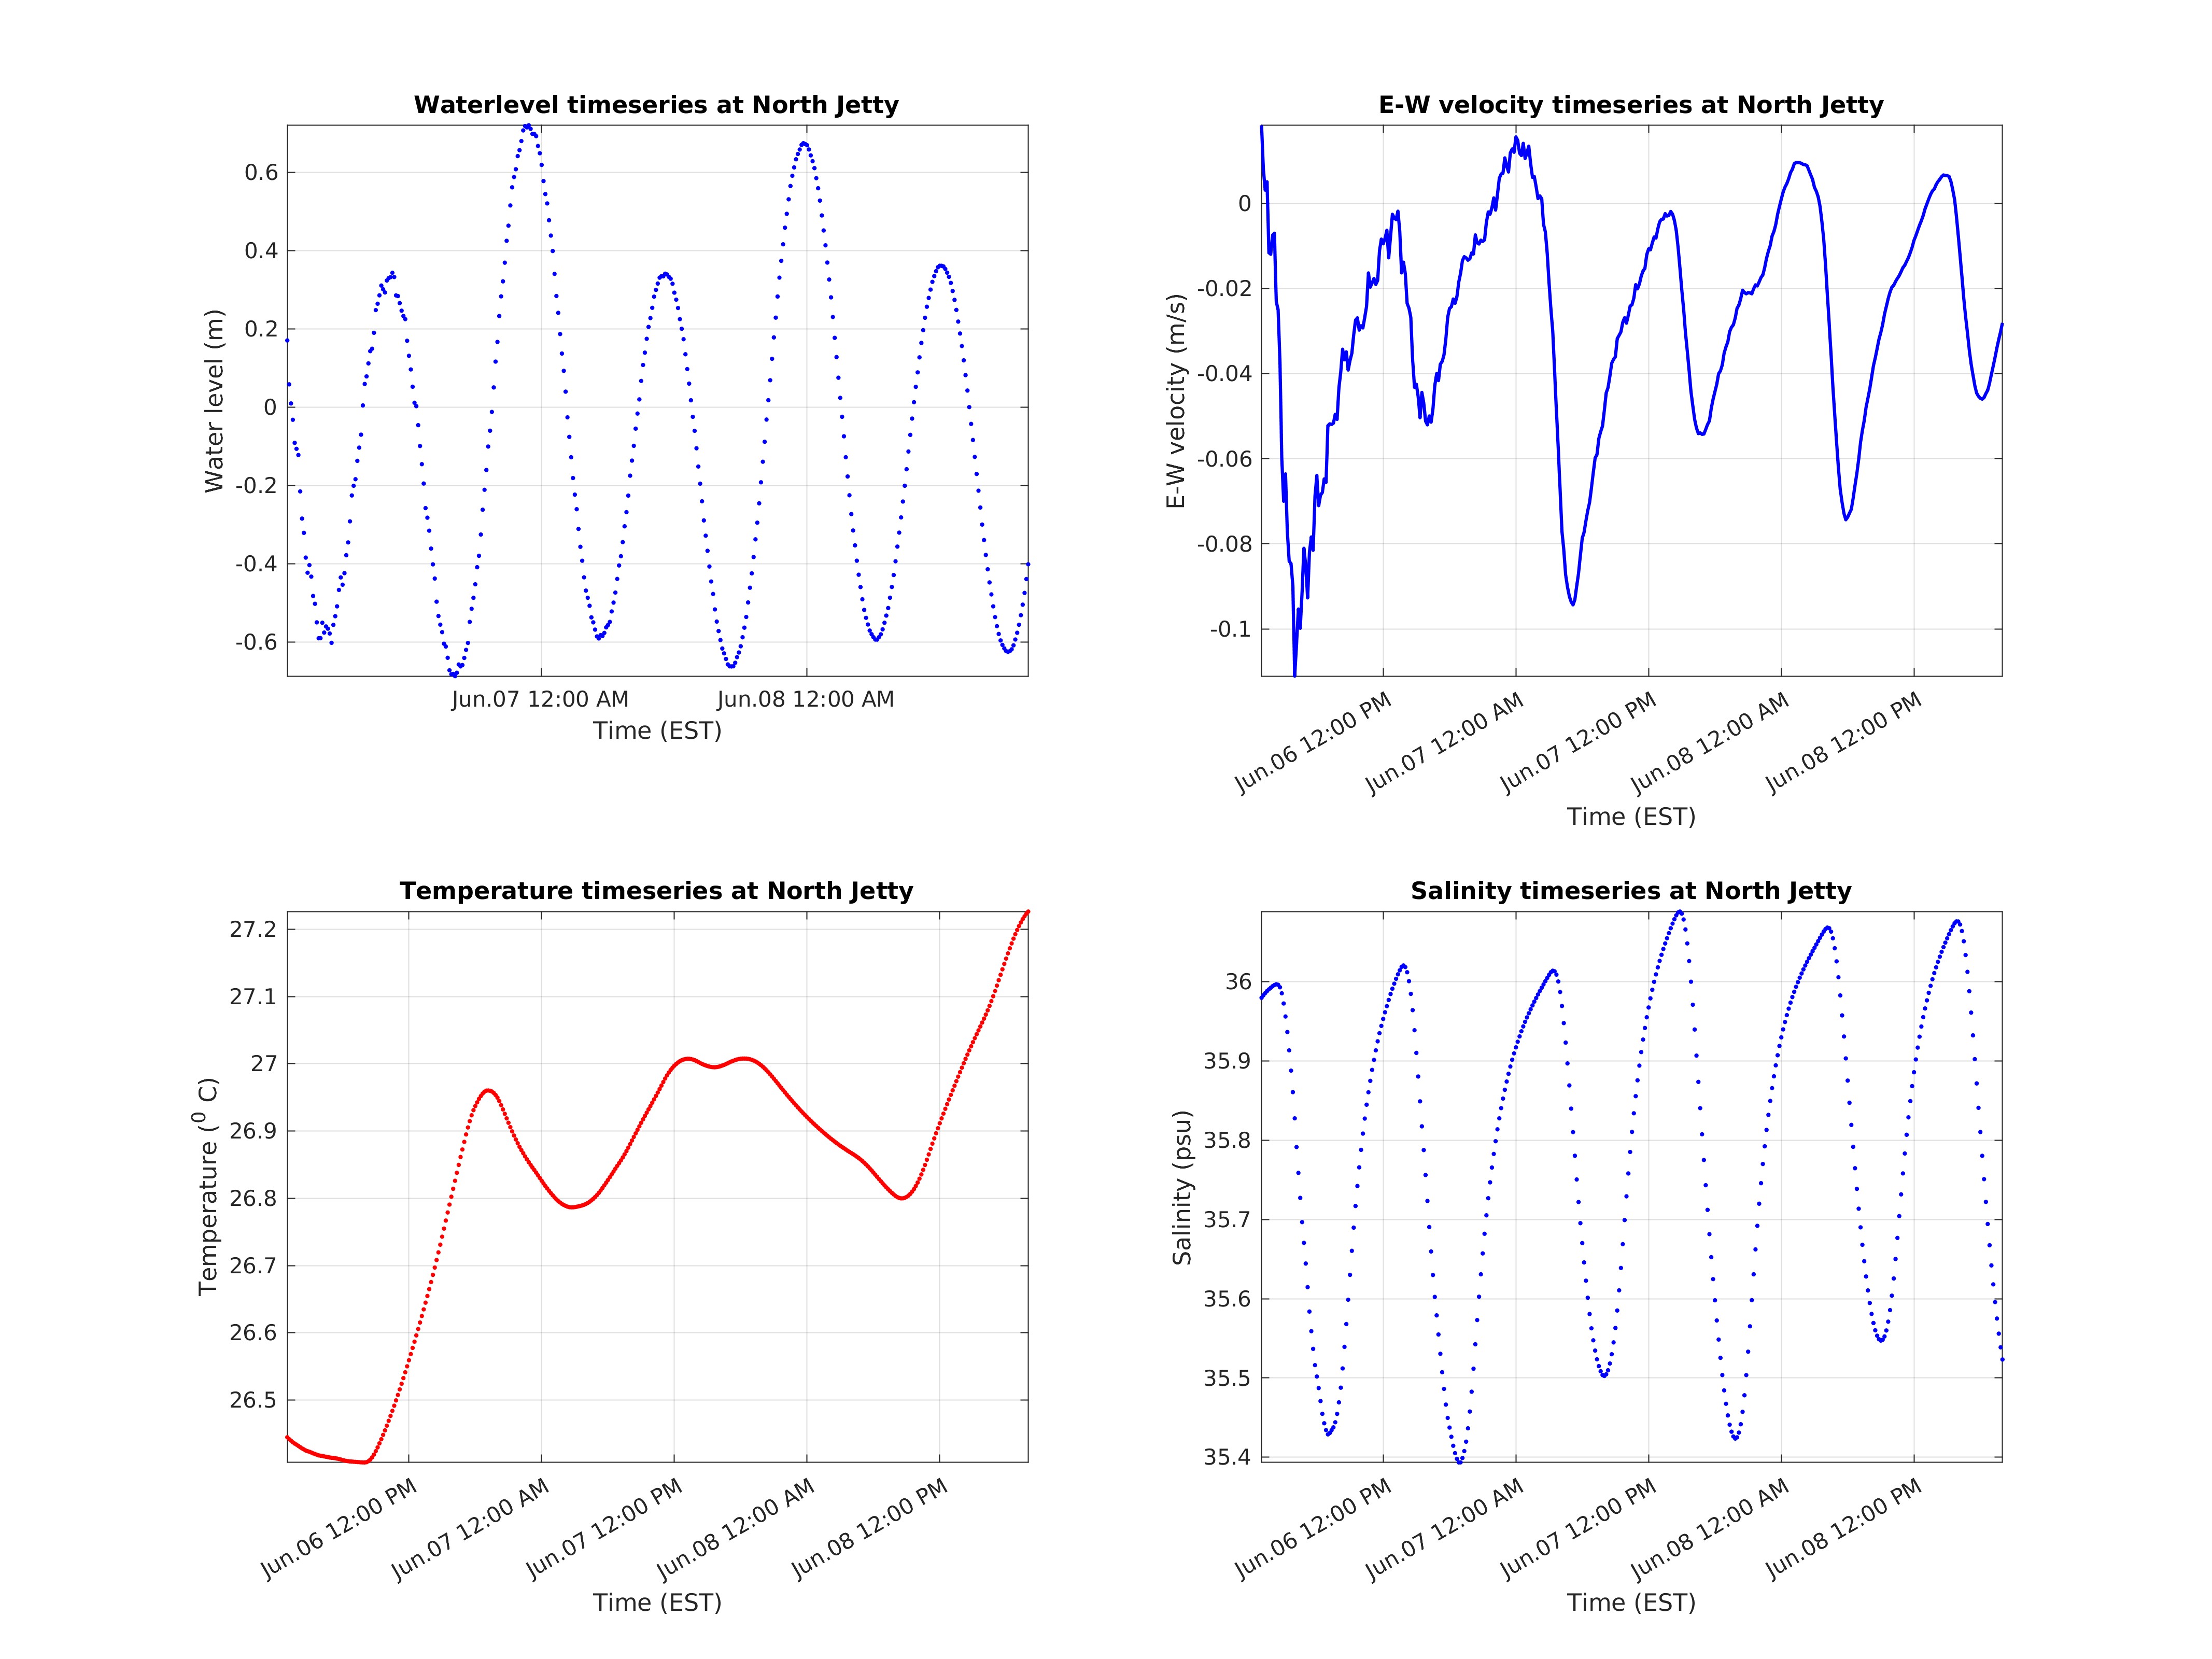 Waterlevel timeseries at North Jetty
Water level (m)
0.6
0.4
0.2
0
-0.2
-0.4
-0.6
Jun.07 12:00 AM
Jun.08 12:00 AM
Time (EST)
E-W velocity timeseries at North Jetty
E-W velocity (m/s)
0
-0.02
-0.04
-0.06
-0.08
-0.1
Jun.06 12:00 PM
Jun.07 12:00 AM
Jun.07 12:00 PM
Jun.08 12:00 AM
Jun.08 12:00 PM
Time (EST)
Temperature timeseries at North Jetty
Temperature (⁰ C)
27.2
27.1
27
26.9
26.8
26.7
26.6
26.5
Jun.06 12:00 PM
Jun.07 12:00 AM
Jun.07 12:00 PM
Jun.08 12:00 AM
Jun.08 12:00 PM
Time (EST)
Salinity timeseries at North Jetty
Salinity (psu)
36
35.9
35.8
35.7
35.6
35.5
35.4
Jun.06 12:00 PM
Jun.07 12:00 AM
Jun.07 12:00 PM
Jun.08 12:00 AM
Jun.08 12:00 PM
Time (EST)